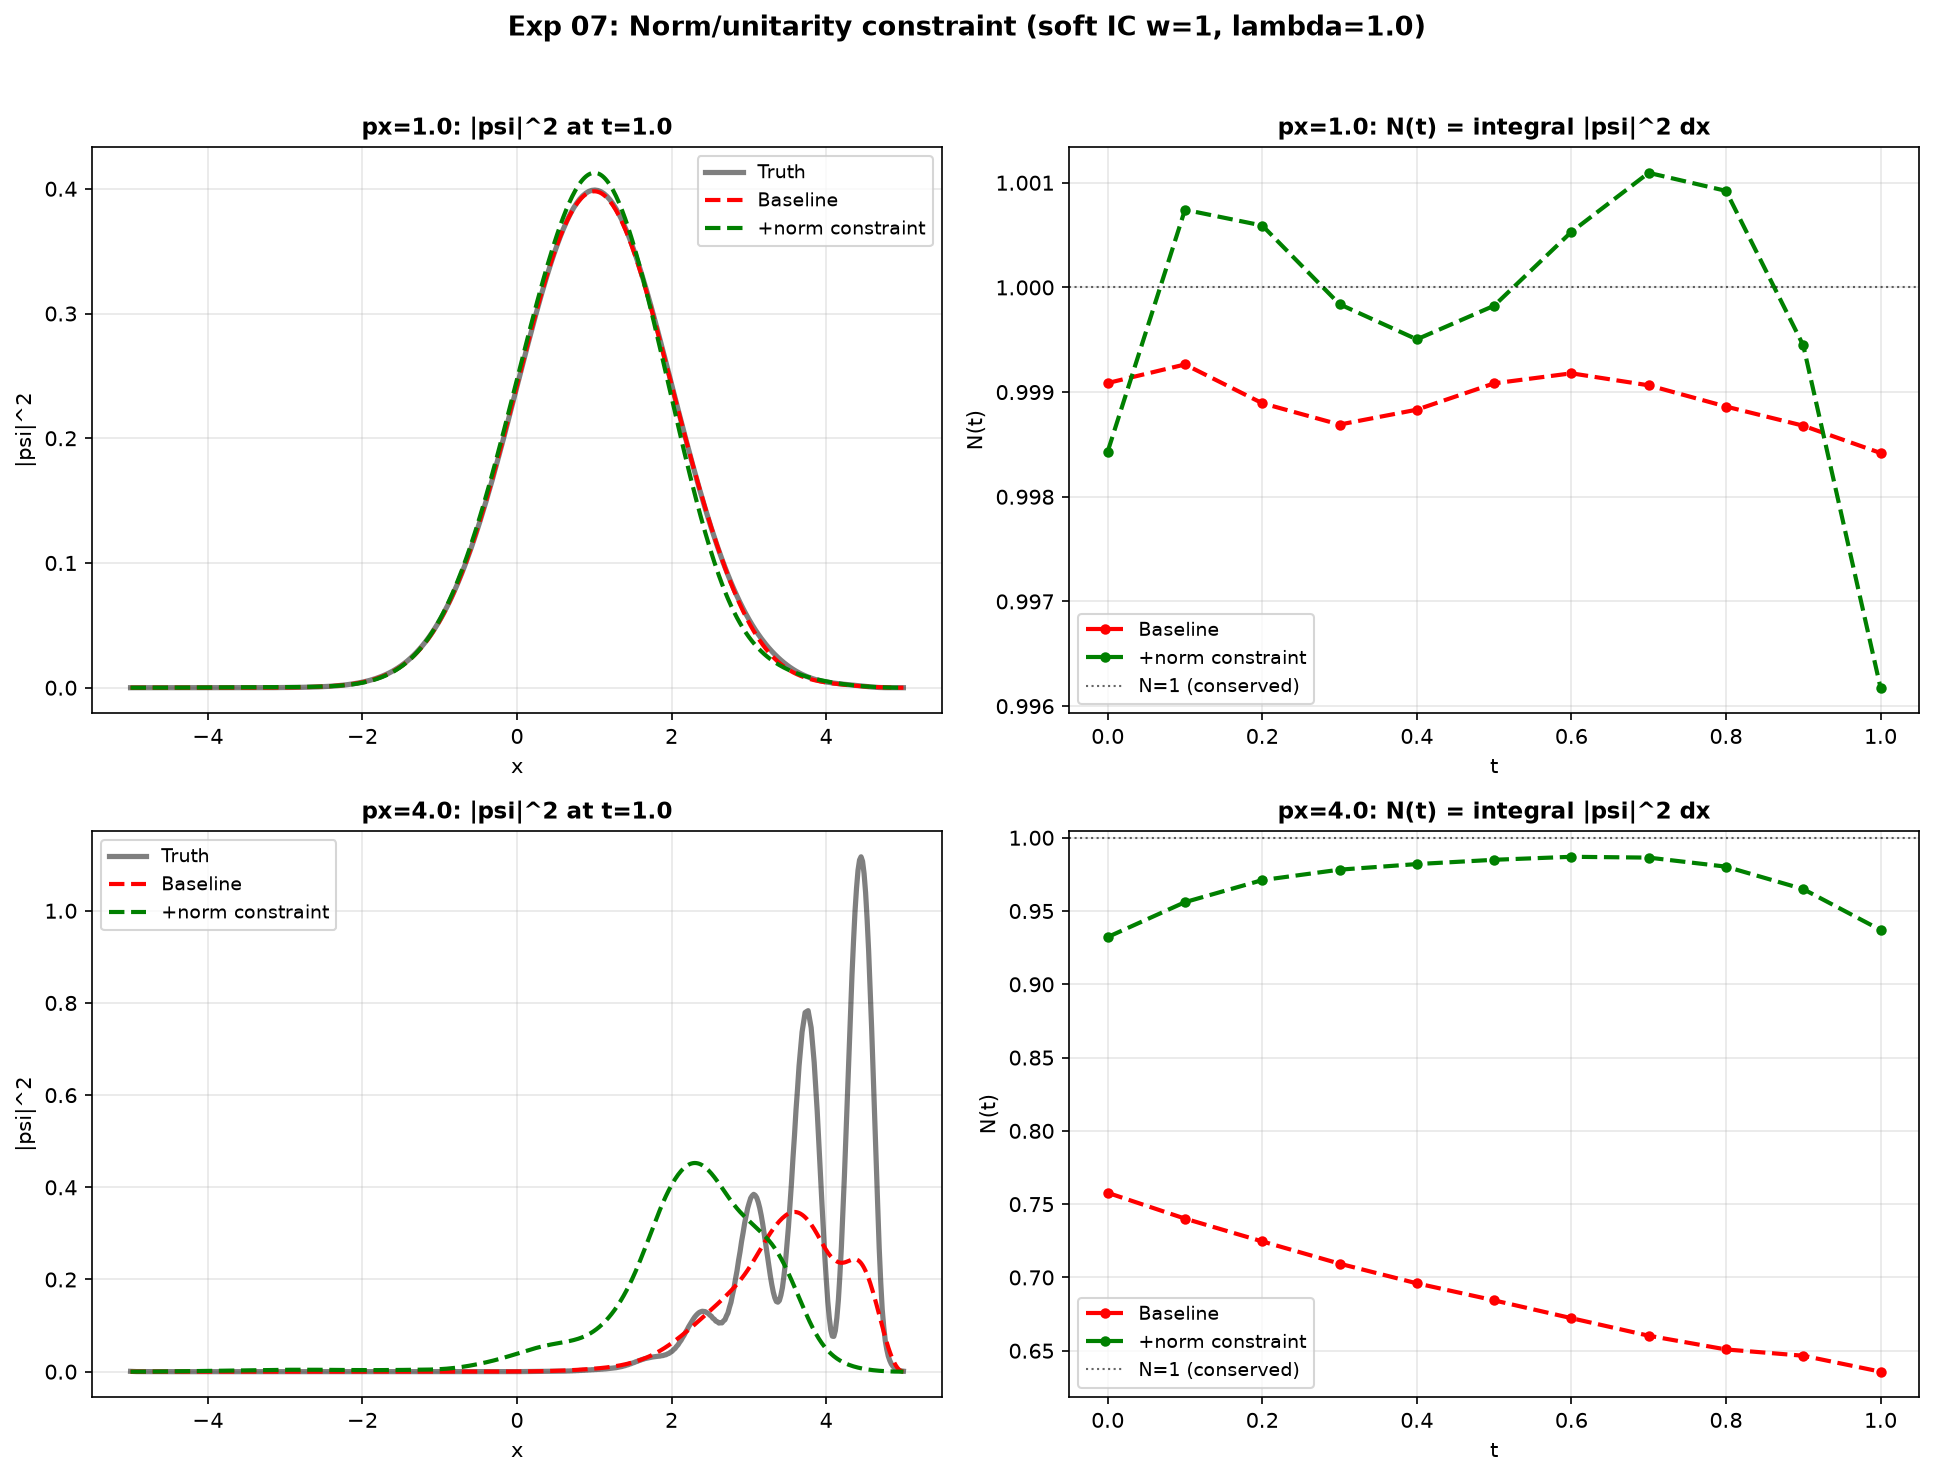 Exp 07: Norm/unitarity constraint (soft IC w=1, lambda=1.0)
px=1.0: |psi|^2 at t=1.0
|psi|^2
0.4
0.3
0.2
0.1
0.0
Truth
Baseline
+norm constraint
−4
−2
0
2
4
x
px=1.0: N(t) = integral |psi|^2 dx
N(t)
1.001
1.000
0.999
0.998
0.997
0.996
Baseline
+norm constraint
N=1 (conserved)
0.0
0.2
0.4
0.6
0.8
1.0
t
px=4.0: |psi|^2 at t=1.0
|psi|^2
1.0
0.8
0.6
0.4
0.2
0.0
Truth
Baseline
+norm constraint
−4
−2
0
2
4
x
px=4.0: N(t) = integral |psi|^2 dx
N(t)
1.00
0.95
0.90
0.85
0.80
0.75
0.70
0.65
Baseline
+norm constraint
N=1 (conserved)
0.0
0.2
0.4
0.6
0.8
1.0
t